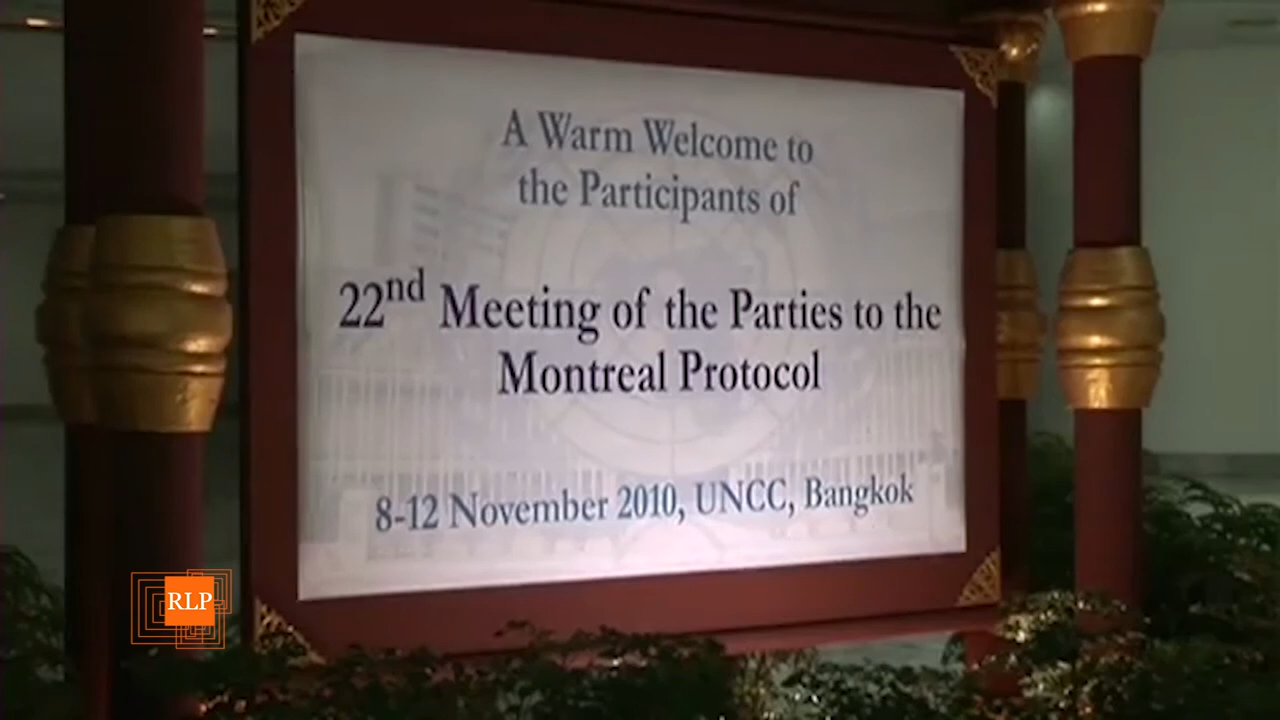 A Warm Welcome to
the Participants of
22nd Meeting of the Parties to the
Montreal Protocol
8-12 November 2010, UNCC, Bangkok
RLP